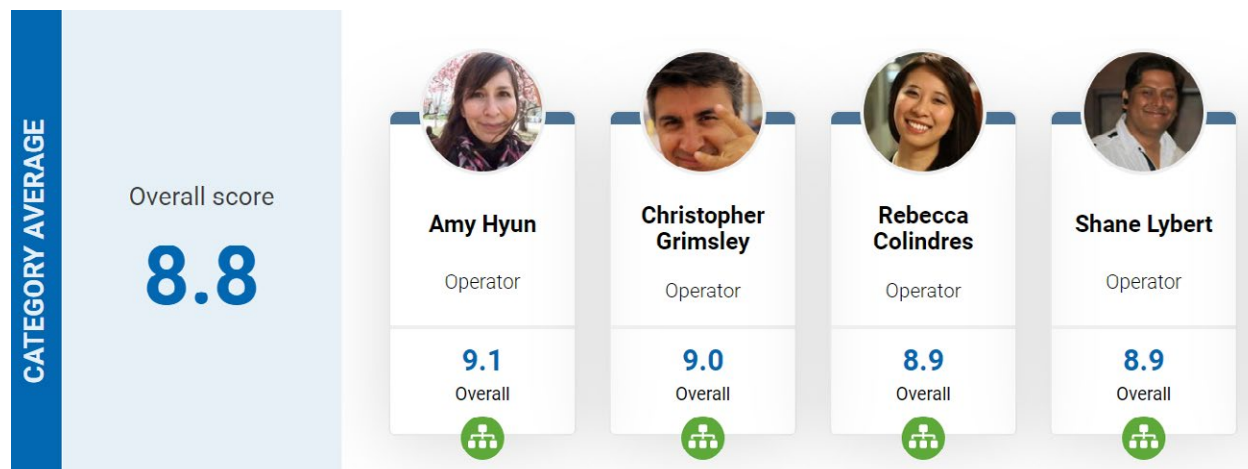 CATEGORY AVERAGE
Overall score
8.8
Amy Hyun
Operator
9.1
Overall
Christopher
Grimsley
Operator
9.0
Overall
Rebecca
Colindres
Operator
8.9
Overall
Shane Lybert
Operator
8.9
Overall